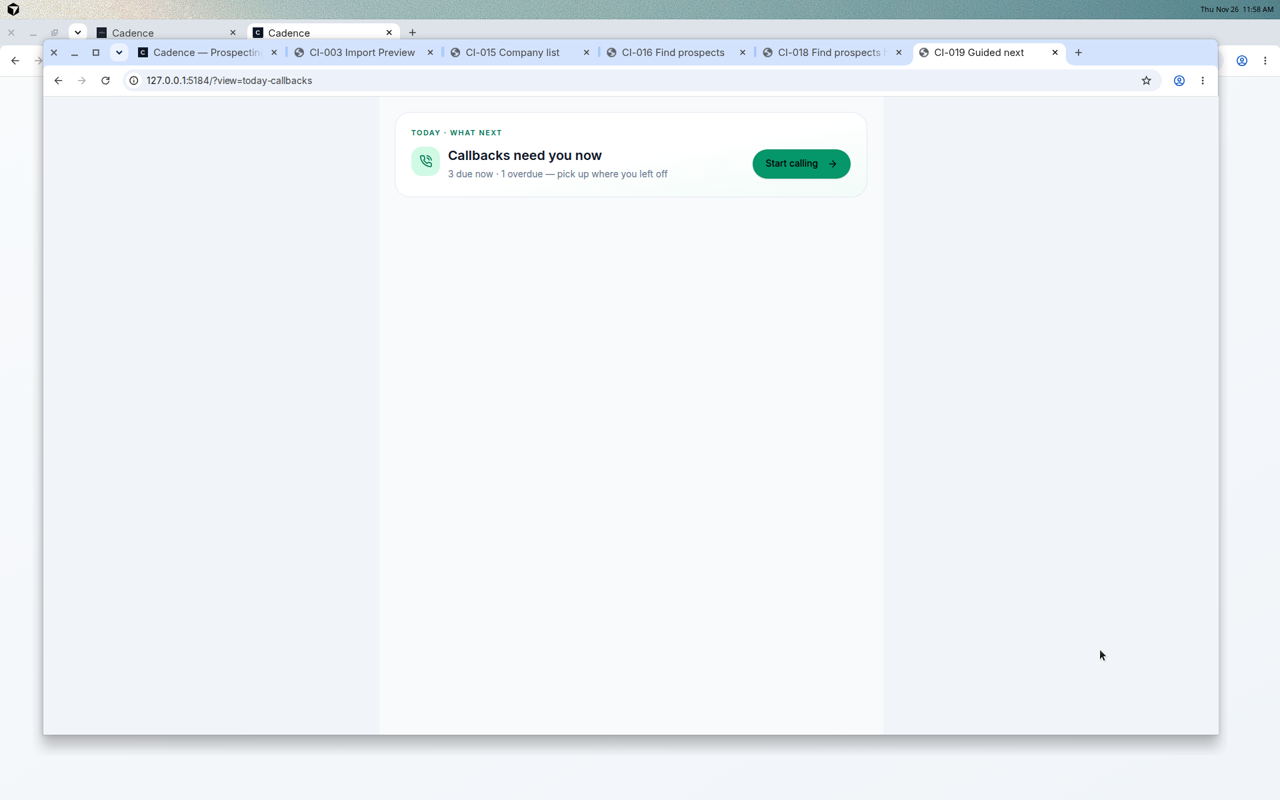 Thu Nov 26 11:58 AM
Cadence
Cadence
Cadence — Prospectin
CI-003 Import Preview
CI-015 Company list
CI-016 Find prospects
CI-018 Find prospects
CI-019 Guided next
127.0.0.1:5184/?view=today-callbacks
TODAY · WHAT NEXT
Callbacks need you now
3 due now · 1 overdue — pick up where you left off
Start calling